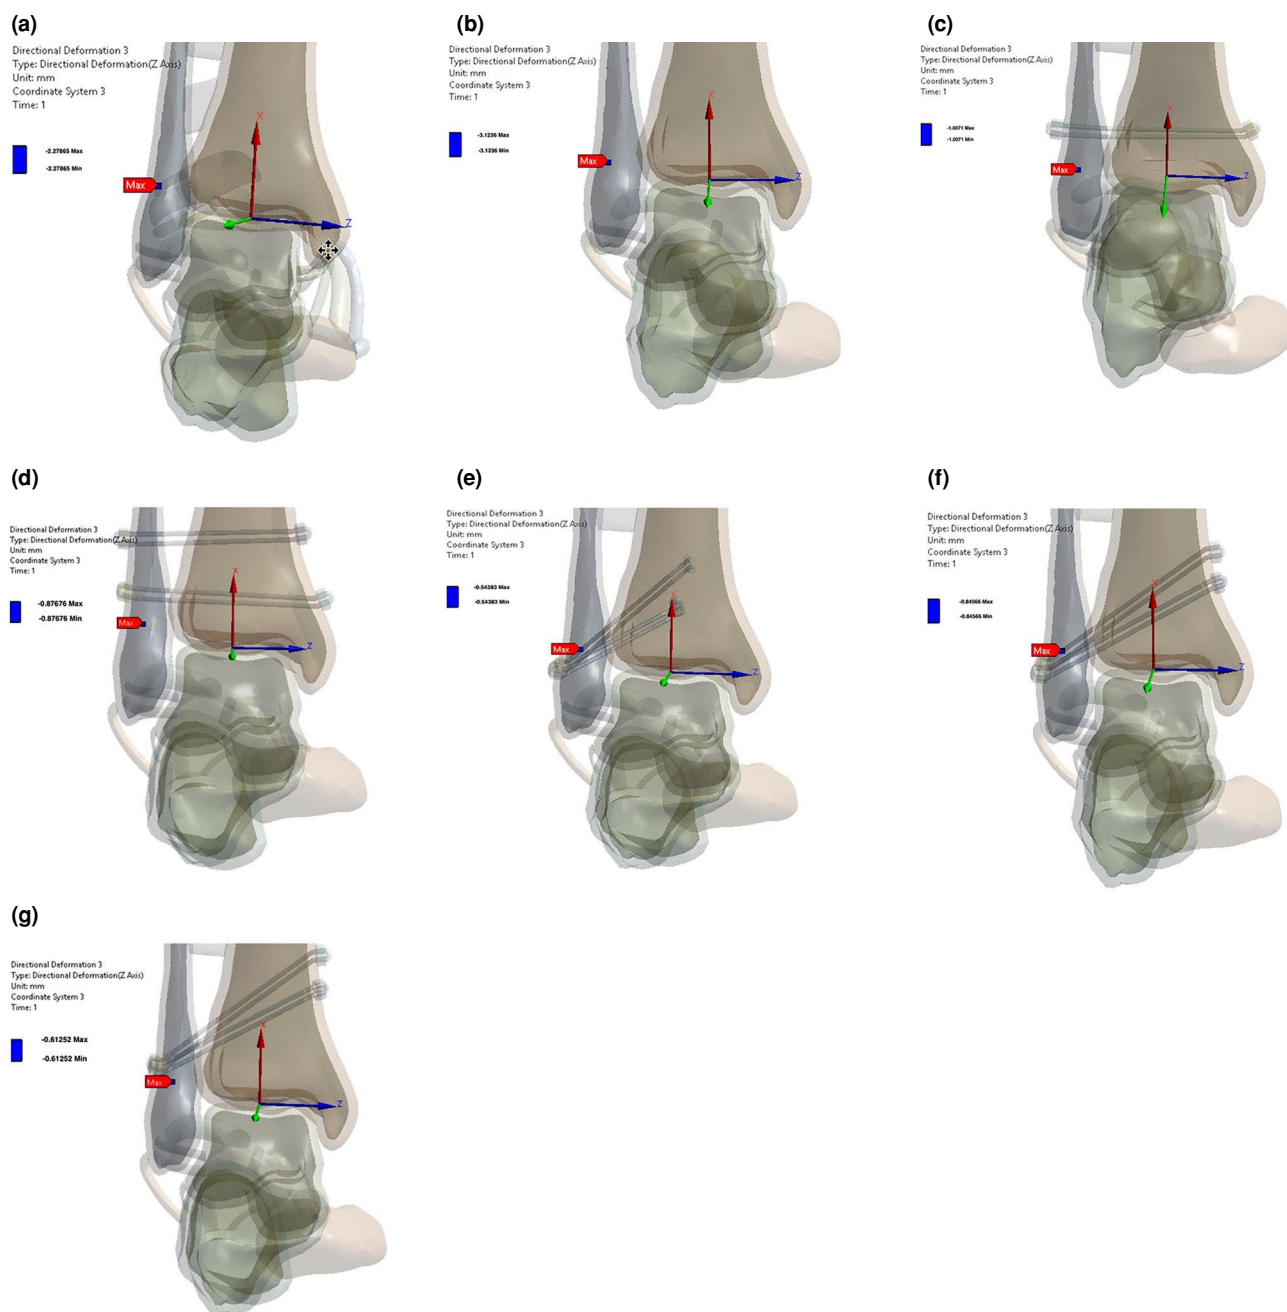 (a)
Directional Deformation 3
Type: Directional Deformation(Z Axis)
Unit: mm
Coordinate System 3
Time: 1
-2.27865 Max
-2.27865 Min
Max
X
Z
(b)
Directional Deformation 3
Type: Directional Deformation(Z Axis)
Unit: mm
Coordinate System 3
Time: 1
-3.1236 Max
-3.1236 Min
Max
X
Z
(c)
Directional Deformation 3
Type: Directional Deformation(Z Axis)
Unit: mm
Coordinate System 3
Time: 1
-1.0071 Max
-1.0071 Min
Max
X
Z
(d)
Directional Deformation 3
Type: Directional Deformation(Z Axis)
Unit: mm
Coordinate System 3
Time: 1
-0.87676 Max
-0.87676 Min
Max
X
Z
(e)
Directional Deformation 3
Type: Directional Deformation(Z Axis)
Unit: mm
Coordinate System 3
Time: 1
-0.54383 Max
-0.54383 Min
Max
X
Z
(f)
Directional Deformation 3
Type: Directional Deformation(Z Axis)
Unit: mm
Coordinate System 3
Time: 1
-0.84566 Max
-0.84566 Min
Max
X
Z
(g)
Directional Deformation 3
Type: Directional Deformation(Z Axis)
Unit: mm
Coordinate System 3
Time: 1
-0.61252 Max
-0.61252 Min
Max
X
Z